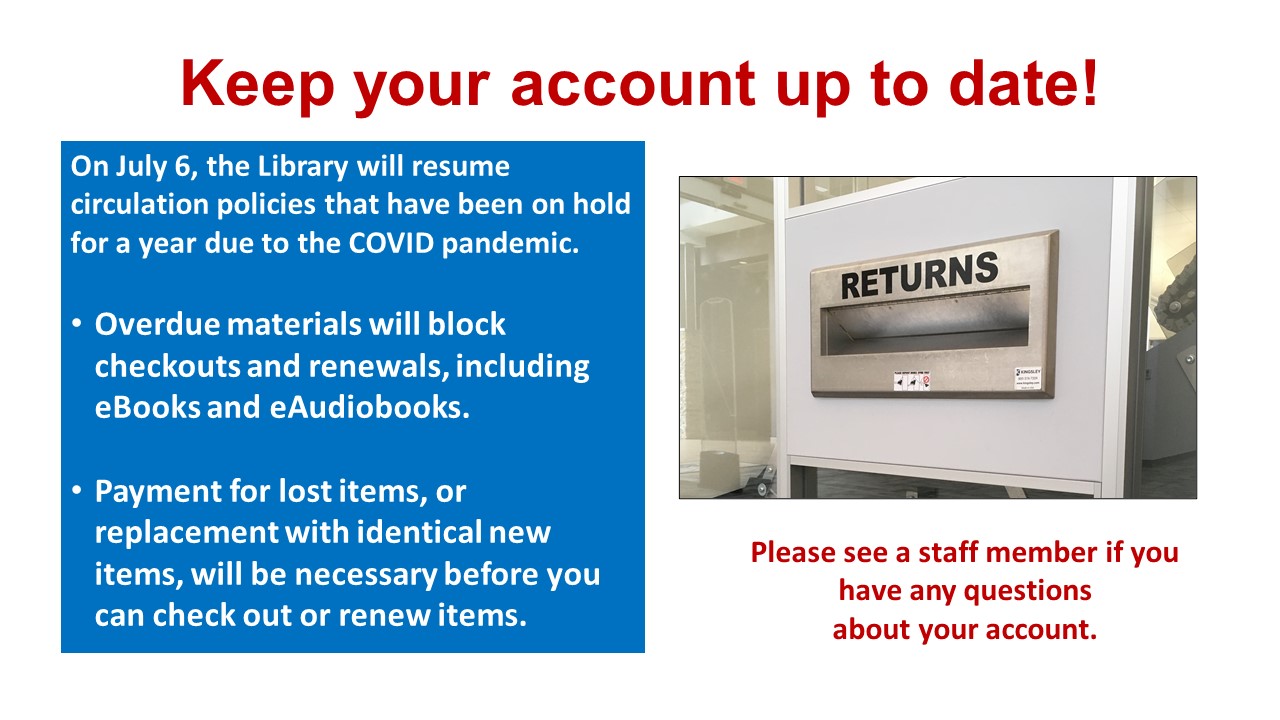 Keep your account up to date!
On July 6, the Library will resume
circulation policies that have been on hold
for a year due to the COVID pandemic.
• Overdue materials will block
checkouts and renewals, including
eBooks and eAudiobooks.
• Payment for lost items, or
replacement with identical new
items, will be necessary before you
can check out or renew items.
RETURNS
KINGSLEY
www.kingsley.com
Please see a staff member if you
have any questions
about your account.